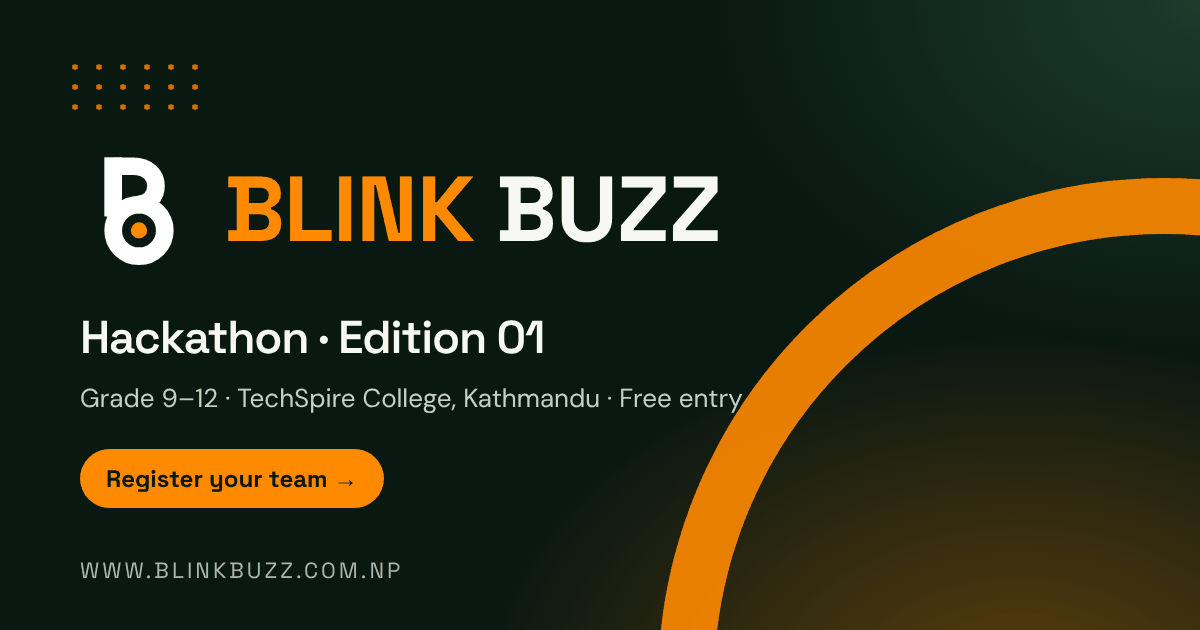 BLINK BUZZ
Hackathon · Edition 01
Grade 9–12 · TechSpire College, Kathmandu · Free entry
Register your team →
WWW.BLINKBUZZ.COM.NP